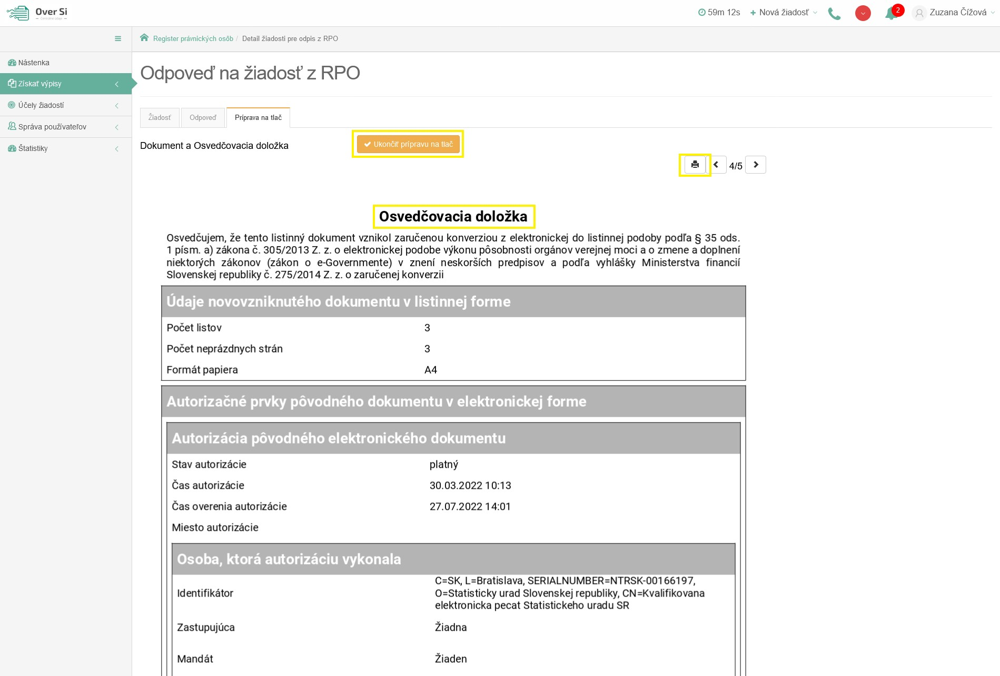 Over Si
Centrálne údaje
59m 12s
Nová žiadosť
2
Zuzana Čížová
Register právnických osôb / Detail žiadosti pre odpis z RPO
Nástenka
Získať výpisy
Účely žiadostí
Správa používateľov
Štatistiky
Odpoveď na žiadosť z RPO
Žiadosť
Odpoveď
Príprava na tlač
Dokument a Osvedčovacia doložka
Ukončiť prípravu na tlač
4/5
Osvedčovacia doložka
Osvedčujem, že tento listinný dokument vznikol zaručenou konverziou z elektronickej do listinnej podoby podľa § 35 ods.
1 písm. a) zákona č. 305/2013 Z. z. o elektronickej podobe výkonu pôsobnosti orgánov verejnej moci a o zmene a doplnení
niektorých zákonov (zákon o e-Governmente) v znení neskorších predpisov a podľa vyhlášky Ministerstva financií
Slovenskej republiky č. 275/2014 Z. z. o zaručenej konverzii
Údaje novovzniknutého dokumentu v listinnej forme
Počet listov 3
Počet neprázdnych strán 3
Formát papiera A4
Autorizačné prvky pôvodného dokumentu v elektronickej forme
Autorizácia pôvodného elektronického dokumentu
Stav autorizácie platný
Čas autorizácie 30.03.2022 10:13
Čas overenia autorizácie 27.07.2022 14:01
Miesto autorizácie
Osoba, ktorá autorizáciu vykonala
Identifikátor
C=SK, L=Bratislava, SERIALNUMBER=NTRSK-00166197,
O=Statisticky urad Slovenskej republiky, CN=Kvalifikovana
elektronicka pecat Statistickeho uradu SR
Zastupujúca Žiadna
Mandát Žiaden